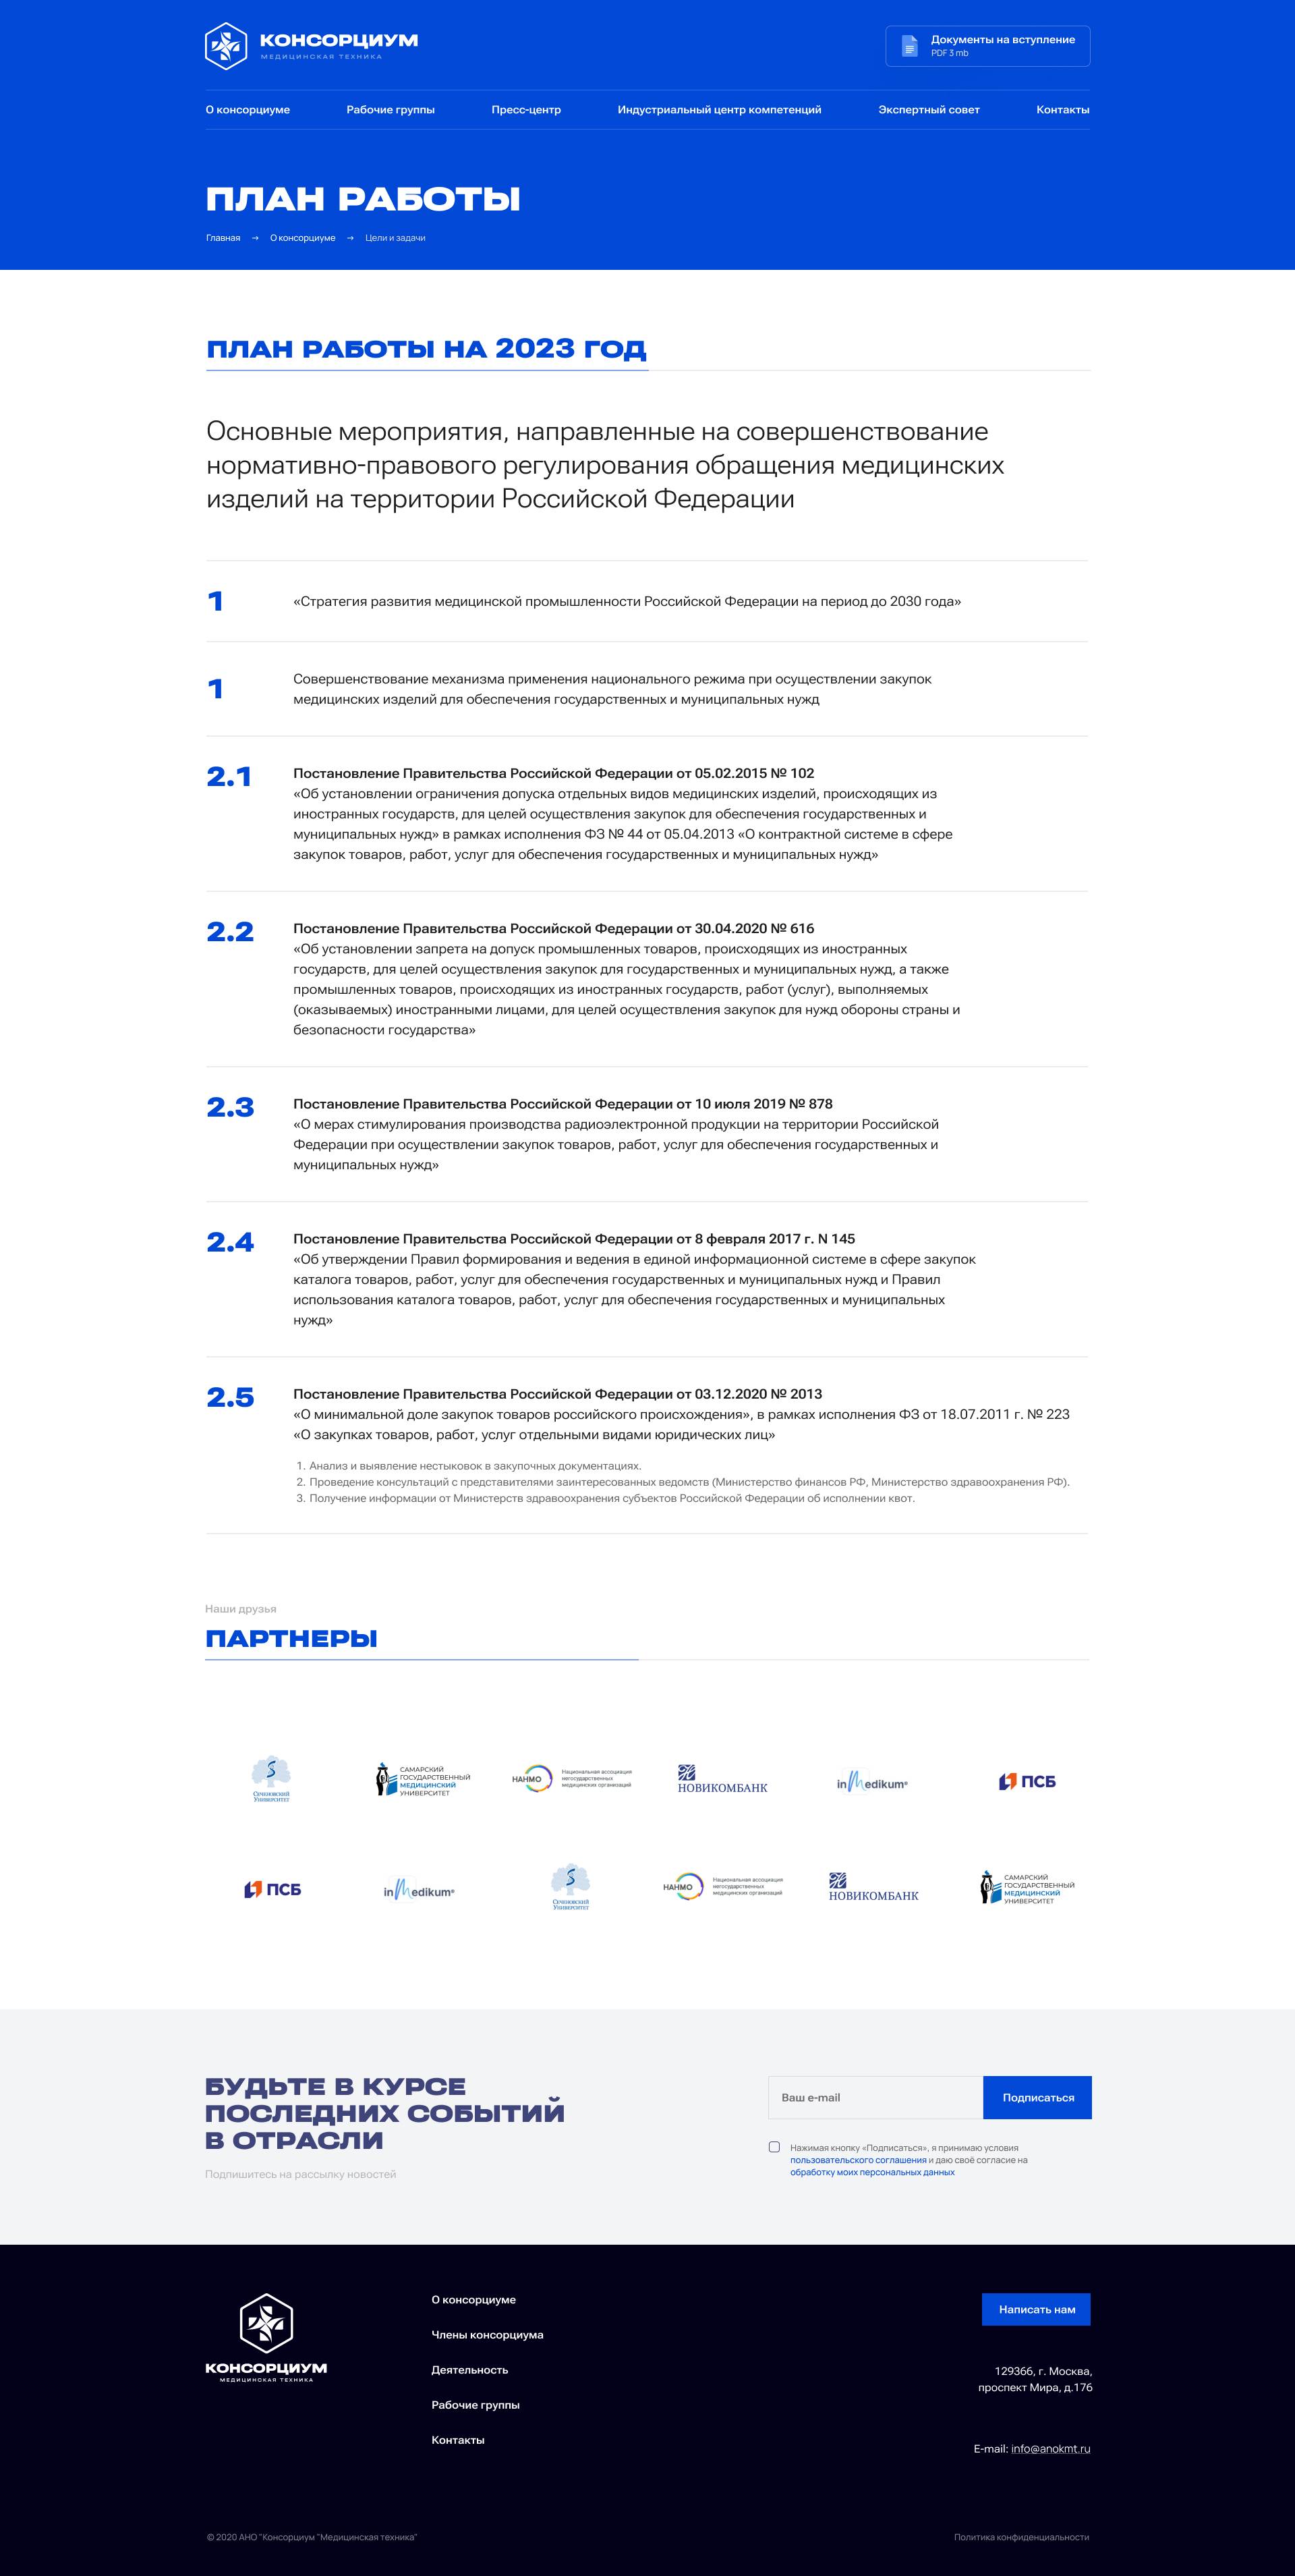 КОНСОРЦИУМ
МЕДИЦИНСКАЯ ТЕХНИКА
Документы на вступление
PDF 3 mb
О консорциуме
Рабочие группы
Пресс-центр
Индустриальный центр компетенций
Экспертный совет
Контакты
ПЛАН РАБОТЫ
Главная → О консорциуме → Цели и задачи
ПЛАН РАБОТЫ НА 2023 ГОД
Основные мероприятия, направленные на совершенствование
нормативно-правового регулирования обращения медицинских
изделий на территории Российской Федерации
1
«Стратегия развития медицинской промышленности Российской Федерации на период до 2030 года»
1
Совершенствование механизма применения национального режима при осуществлении закупок
медицинских изделий для обеспечения государственных и муниципальных нужд
2.1
Постановление Правительства Российской Федерации от 05.02.2015 № 102
«Об установлении ограничения допуска отдельных видов медицинских изделий, происходящих из
иностранных государств, для целей осуществления закупок для обеспечения государственных и
муниципальных нужд» в рамках исполнения ФЗ № 44 от 05.04.2013 «О контрактной системе в сфере
закупок товаров, работ, услуг для обеспечения государственных и муниципальных нужд»
2.2
Постановление Правительства Российской Федерации от 30.04.2020 № 616
«Об установлении запрета на допуск промышленных товаров, происходящих из иностранных
государств, для целей осуществления закупок для государственных и муниципальных нужд, а также
промышленных товаров, происходящих из иностранных государств, работ (услуг), выполняемых
(оказываемых) иностранными лицами, для целей осуществления закупок для нужд обороны страны и
безопасности государства»
2.3
Постановление Правительства Российской Федерации от 10 июля 2019 № 878
«О мерах стимулирования производства радиоэлектронной продукции на территории Российской
Федерации при осуществлении закупок товаров, работ, услуг для обеспечения государственных и
муниципальных нужд»
2.4
Постановление Правительства Российской Федерации от 8 февраля 2017 г. N 145
«Об утверждении Правил формирования и ведения в единой информационной системе в сфере закупок
каталога товаров, работ, услуг для обеспечения государственных и муниципальных нужд и Правил
использования каталога товаров, работ, услуг для обеспечения государственных и муниципальных
нужд»
2.5
Постановление Правительства Российской Федерации от 03.12.2020 № 2013
«О минимальной доле закупок товаров российского происхождения», в рамках исполнения ФЗ от 18.07.2011 г. № 223
«О закупках товаров, работ, услуг отдельными видами юридических лиц»
1. Анализ и выявление нестыковок в закупочных документациях.
2. Проведение консультаций с представителями заинтересованных ведомств (Министерство финансов РФ, Министерство здравоохранения РФ).
3. Получение информации от Министерств здравоохранения субъектов Российской Федерации об исполнении квот.
Наши друзья
ПАРТНЕРЫ
Сеченовский
Университет
САМАРСКИЙ
ГОСУДАРСТВЕННЫЙ
МЕДИЦИНСКИЙ
УНИВЕРСИТЕТ
НАНМО
Национальная ассоциация
негосударственных
медицинских организаций
НОВИКОМБАНК
inMedikum®
ПСБ
ПСБ
inMedikum®
Сеченовский
Университет
НАНМО
Национальная ассоциация
негосударственных
медицинских организаций
НОВИКОМБАНК
САМАРСКИЙ
ГОСУДАРСТВЕННЫЙ
МЕДИЦИНСКИЙ
УНИВЕРСИТЕТ
БУДЬТЕ В КУРСЕ
ПОСЛЕДНИХ СОБЫТИЙ
В ОТРАСЛИ
Подпишитесь на рассылку новостей
Ваш e-mail
Подписаться
Нажимая кнопку «Подписаться», я принимаю условия
пользовательского соглашения и даю своё согласие на
обработку моих персональных данных
КОНСОРЦИУМ
МЕДИЦИНСКАЯ ТЕХНИКА
О консорциуме
Члены консорциума
Деятельность
Рабочие группы
Контакты
Написать нам
129366, г. Москва,
проспект Мира, д.176
E-mail: info@anokmt.ru
© 2020 АНО "Консорциум "Медицинская техника"
Политика конфиденциальности